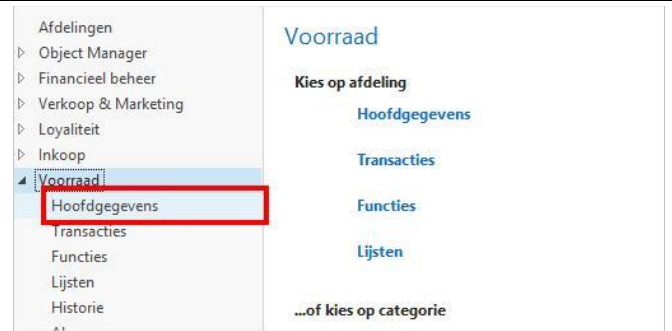 Afdelingen
Object Manager
Financieel beheer
Verkoop & Marketing
Loyaliteit
Inkoop
Voorraad
Hoofdgegevens
Transacties
Functies
Lijsten
Historie
Voorraad
Kies op afdeling
Hoofdgegevens
Transacties
Functies
Lijsten
...of kies op categorie